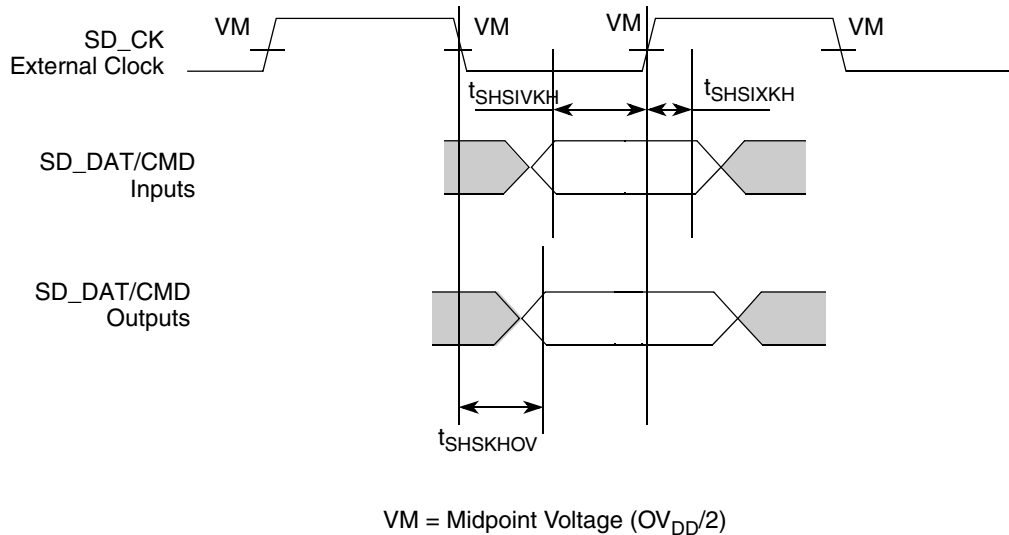 VM VM VM VM
SD_CK
External Clock
tSHSIVKH tSHSIXKH
SD_DAT/CMD
Inputs
SD_DAT/CMD
Outputs
tSHSKHOV
VM = Midpoint Voltage (OVDD/2)